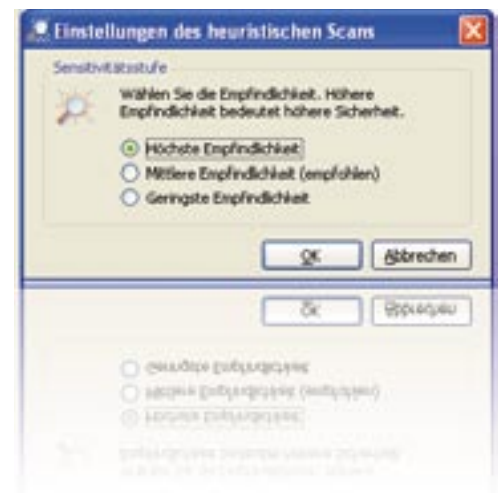 Einstellungen des heuristischen Scans
Sensitivitätsstufe
Wählen Sie die Empfindlichkeit. Höhere
Empfindlichkeit bedeutet höhere Sicherheit.
Höchste Empfindlichkeit
Mittlere Empfindlichkeit (empfohlen)
Geringste Empfindlichkeit
OK
Abbrechen